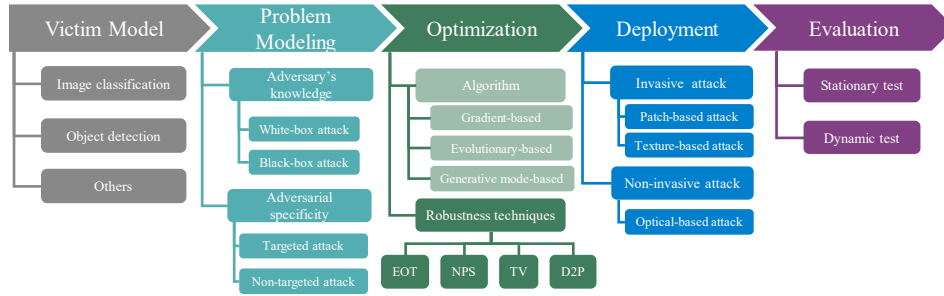 Victim Model
Problem
Modeling
Optimization
Deployment
Evaluation
Image classification
Object detection
Others
Adversary's
knowledge
White-box attack
Black-box attack
Adversarial
specificity
Targeted attack
Non-targeted attack
Algorithm
Gradient-based
Evolutionary-based
Generative mode-based
Robustness techniques
EOT
NPS
TV
D2P
Invasive attack
Patch-based attack
Texture-based attack
Non-invasive attack
Optical-based attack
Stationary test
Dynamic test